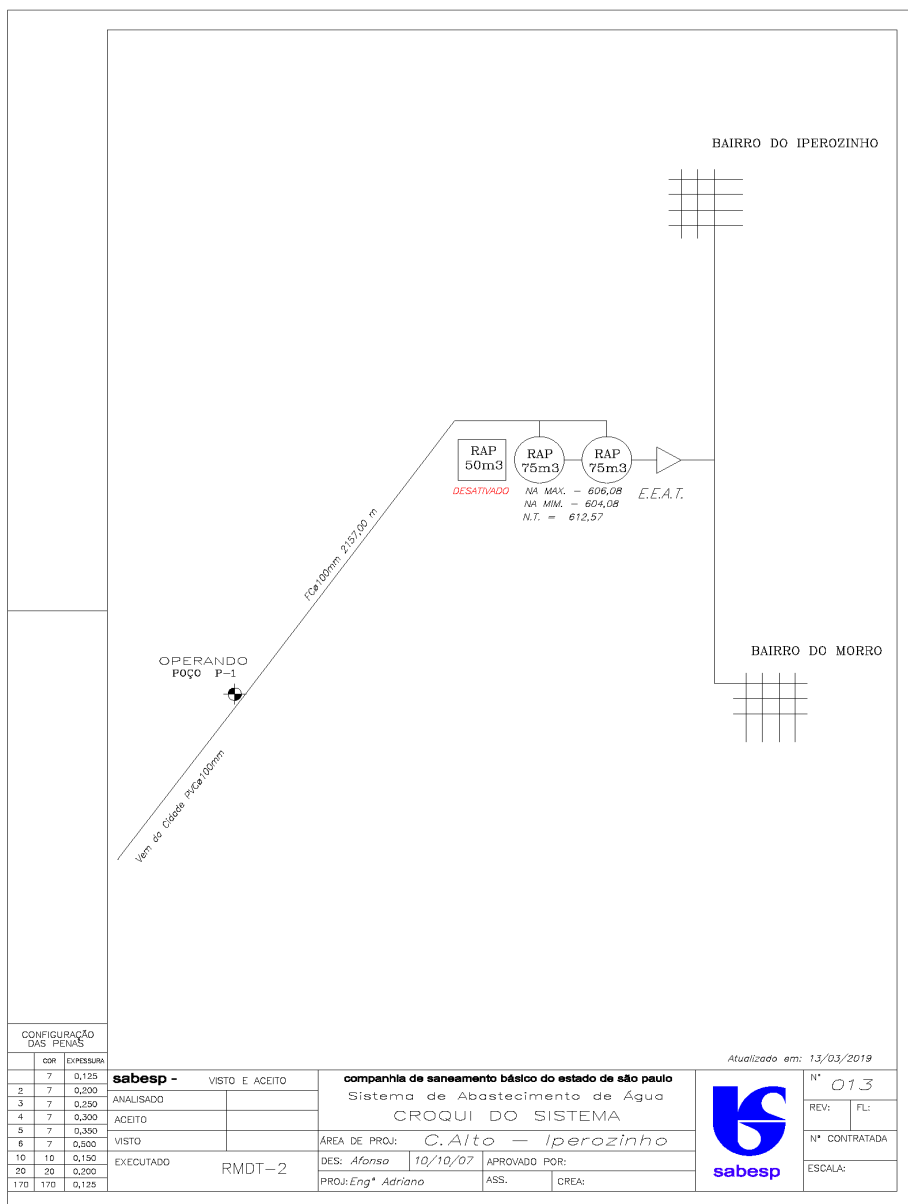 BAIRRO DO IPEROZINHO
RAP
50m3
RAP
75m3
RAP
75m3
DESATIVADO
NA MAX. - 606,08
NA MIM. - 604,08
N.T. = 612,57
E.E.A.T.
FCø100mm 2157,00 m
OPERANDO
POÇO P-1
BAIRRO DO MORRO
Vem da Cidade PVCø100mm
Atualizado em: 13/03/2019
CONFIGURAÇÃO
DAS PENAS
COR EXPESSURA
7 0,125
2 7 0,200
3 7 0,250
4 7 0,300
5 7 0,350
6 7 0,500
10 10 0,150
20 20 0,200
170 170 0,125
sabesp - VISTO E ACEITO
ANALISADO
ACEITO
VISTO
EXECUTADO RMDT-2
companhia de saneamento básico do estado de são paulo
Sistema de Abastecimento de Água
CROQUI DO SISTEMA
ÁREA DE PROJ: C.Alto — Iperozinho
DES: Afonso 10/10/07 APROVADO POR:
PROJ: Engº Adriano ASS. CREA:
sabesp
N° 013
REV: FL:
N° CONTRATADA
ESCALA: